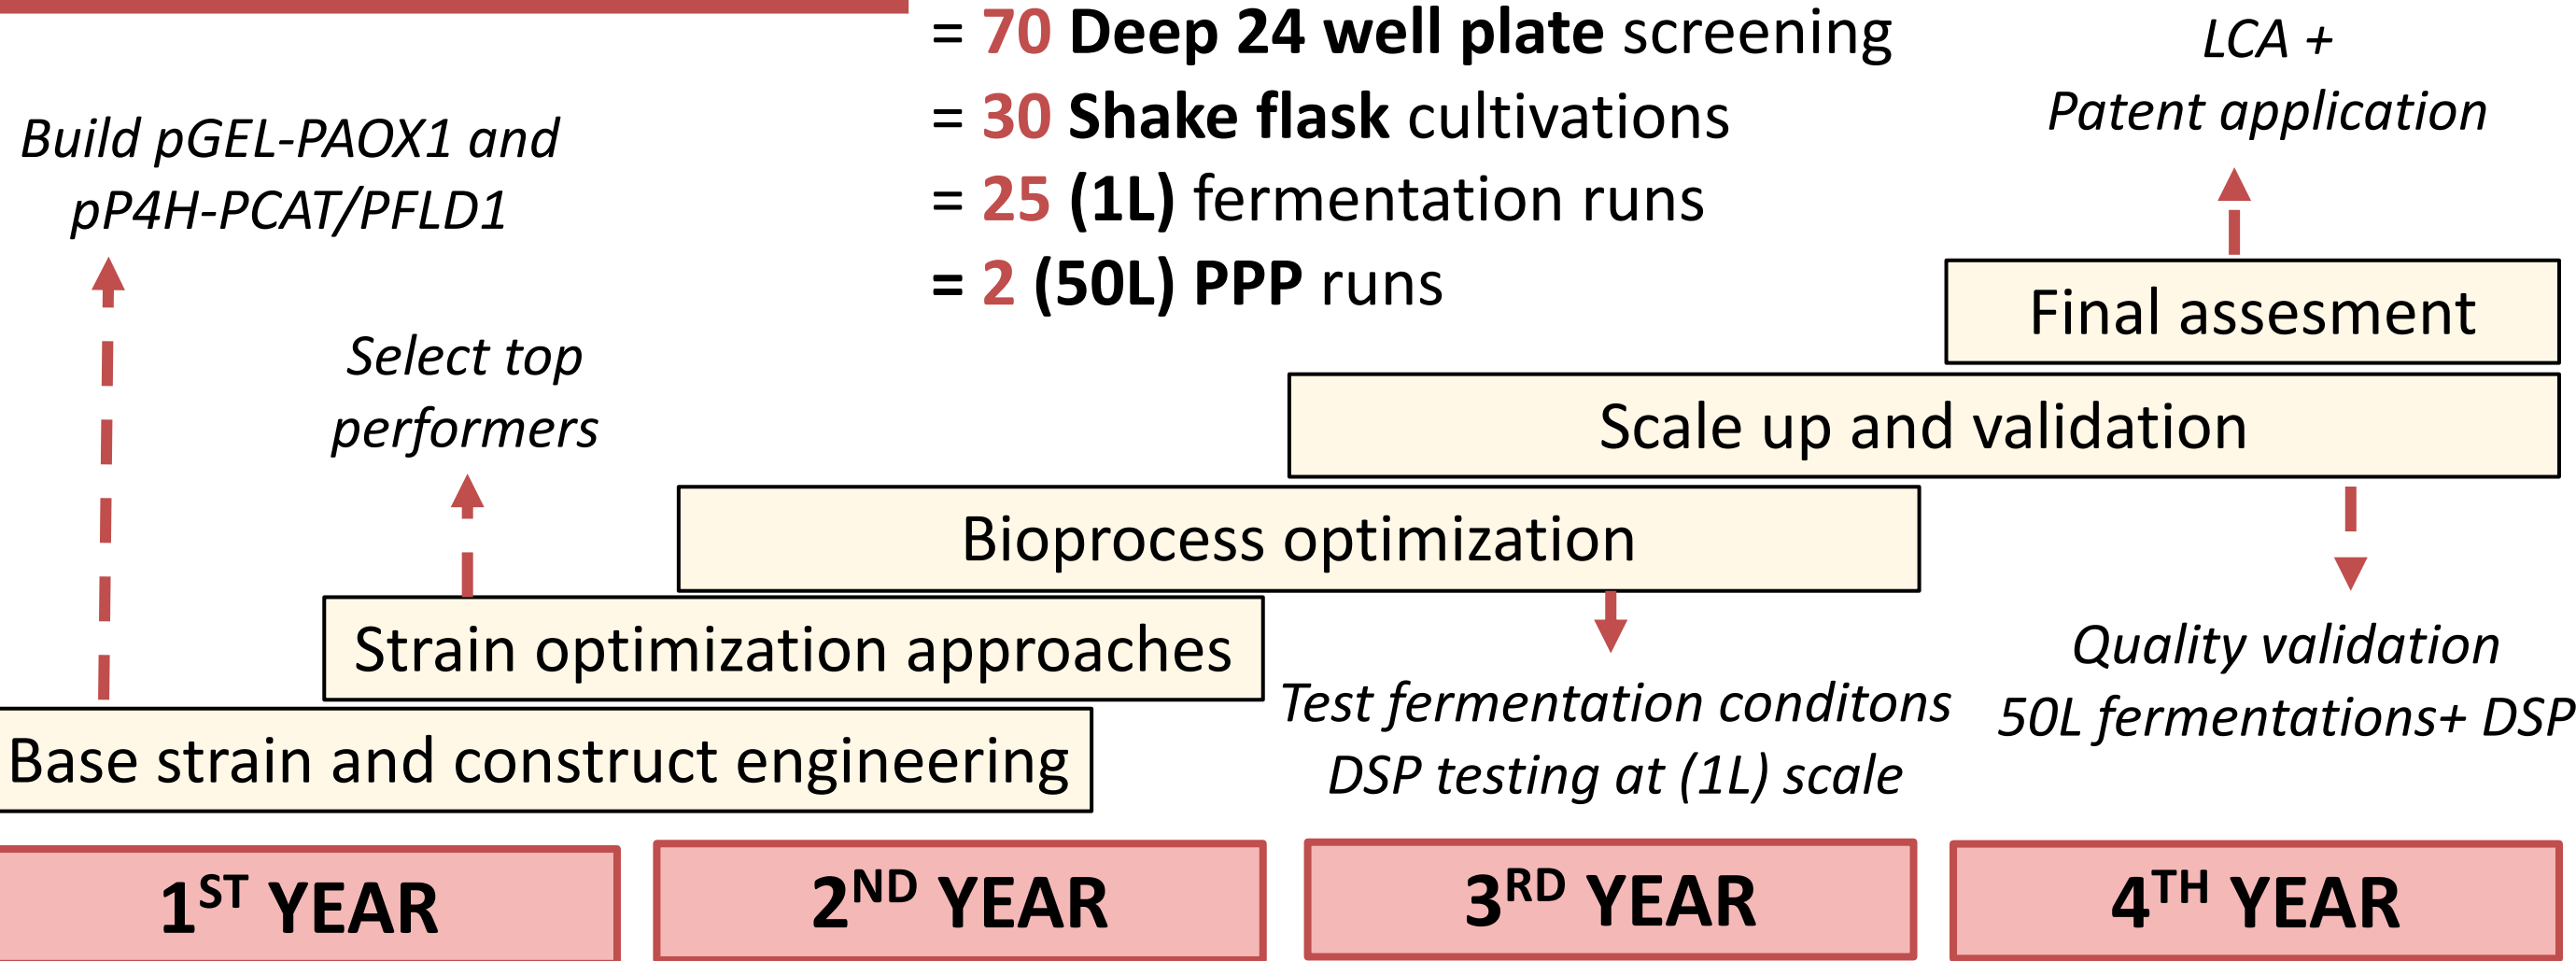 = 70 Deep 24 well plate screening
= 30 Shake flask cultivations
= 25 (1L) fermentation runs
= 2 (50L) PPP runs
LCA +
Patent application
Build pGEL-PAOX1 and
pP4H-PCAT/PFLD1
Select top
performers
Final assesment
Scale up and validation
Bioprocess optimization
Strain optimization approaches
Base strain and construct engineering
Test fermentation conditons
DSP testing at (1L) scale
Quality validation
50L fermentations+ DSP
1ST YEAR
2ND YEAR
3RD YEAR
4TH YEAR